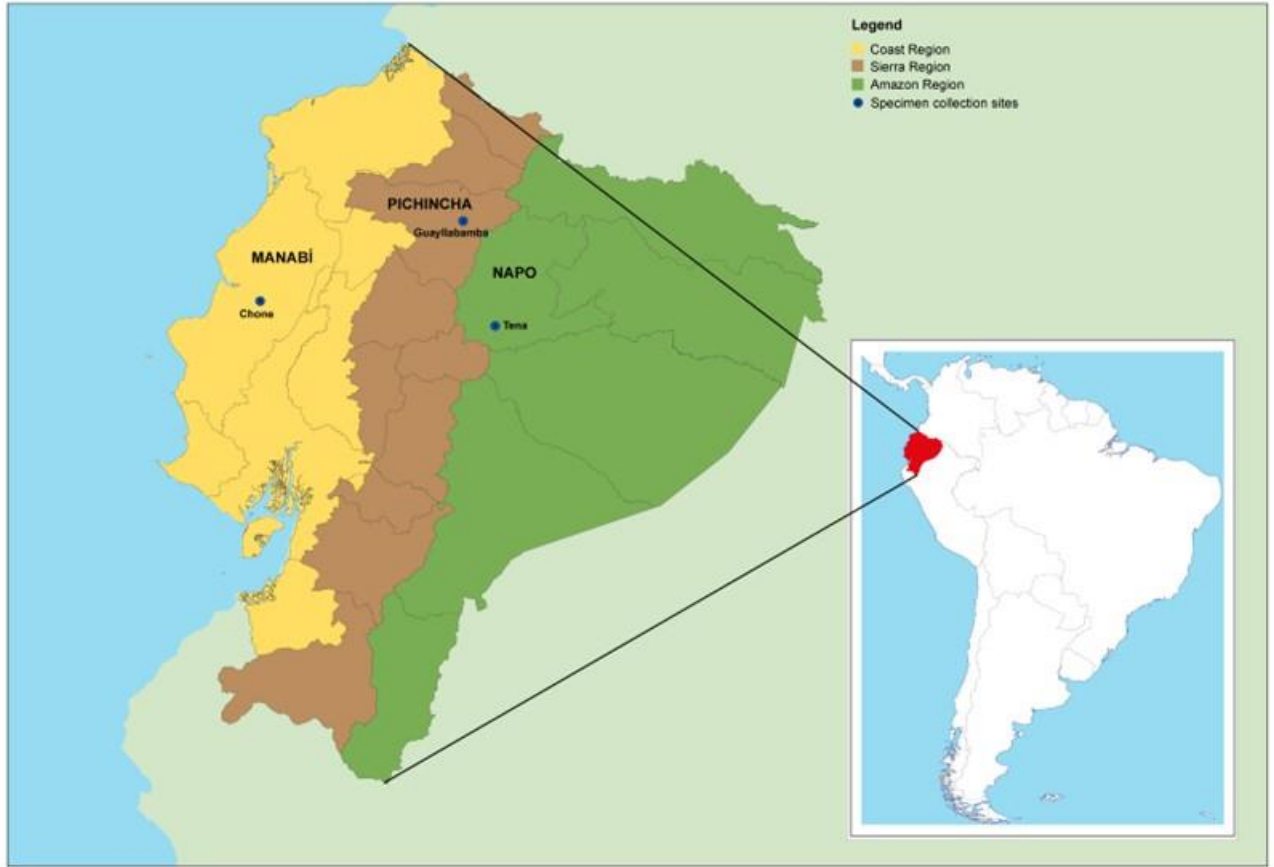 Legend
Coast Region
Sierra Region
Amazon Region
Specimen collection sites
PICHINCHA
Guayllabamba
MANABÍ
NAPO
Chone
Tena